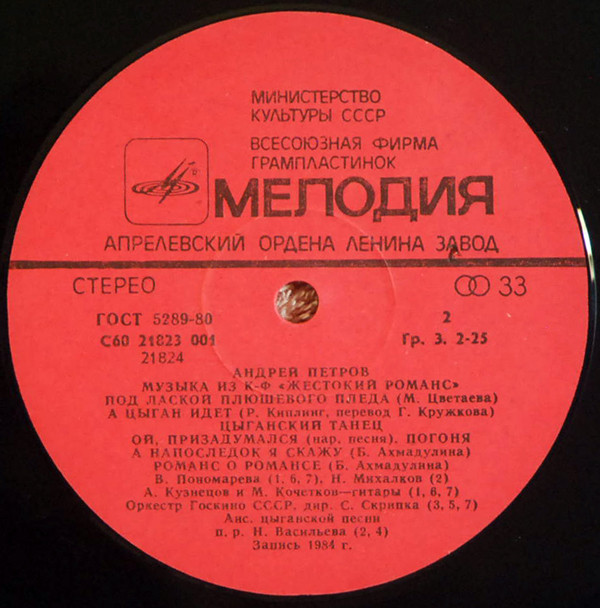 МИНИСТЕРСТВО
КУЛЬТУРЫ СССР
ВСЕСОЮЗНАЯ ФИРМА
ГРАМПЛАСТИНОК
МЕЛОДИЯ
АПРЕЛЕВСКИЙ ОРДЕНА ЛЕНИНА ЗАВОД
СТЕРЕО 33
ГОСТ 5289-80 2
С60 21823 001 Гр. 3. 2-25
21824
АНДРЕЙ ПЕТРОВ
МУЗЫКА ИЗ К-Ф «ЖЕСТОКИЙ РОМАНС»
ПОД ЛАСКОЙ ПЛЮШЕВОГО ПЛЕДА (М. Цветаева)
А ЦЫГАН ИДЕТ (Р. Киплинг, перевод Г. Кружкова)
ЦЫГАНСКИЙ ТАНЕЦ
ОЙ, ПРИЗАДУМАЛСЯ (нар. песня). ПОГОНЯ
А НАПОСЛЕДОК Я СКАЖУ (Б. Ахмадулина)
РОМАНС О РОМАНСЕ (Б. Ахмадулина)
В. Пономарева (1, 6, 7), Н. Михалков (2)
А. Кузнецов и М. Кочетков—гитары (1, 6, 7)
Оркестр Госкино СССР, дир. С. Скрипка (3, 5, 7)
Анс. цыганской песни
п. р. Н. Васильева (2, 4)
Запись 1984 г.